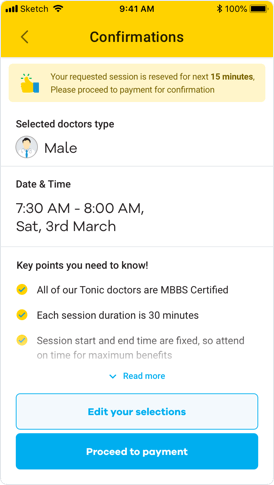 Sketch 9:41 AM 100%
Confirmations
Your requested session is reseved for next 15 minutes,
Please proceed to payment for confirmation
Selected doctors type
Male
Date & Time
7:30 AM - 8:00 AM,
Sat, 3rd March
Key points you need to know!
All of our Tonic doctors are MBBS Certified
Each session duration is 30 minutes
Session start and end time are fixed, so attend
on time for maximum benefits
Read more
Edit your selections
Proceed to payment